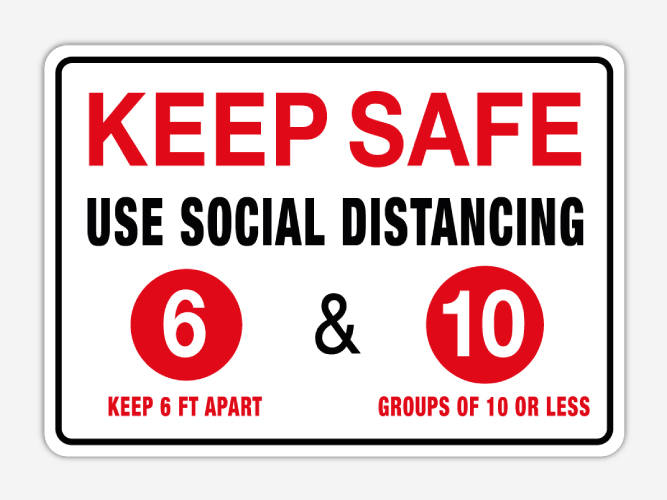 KEEP SAFE
USE SOCIAL DISTANCING
6 & 10
KEEP 6 FT APART GROUPS OF 10 OR LESS